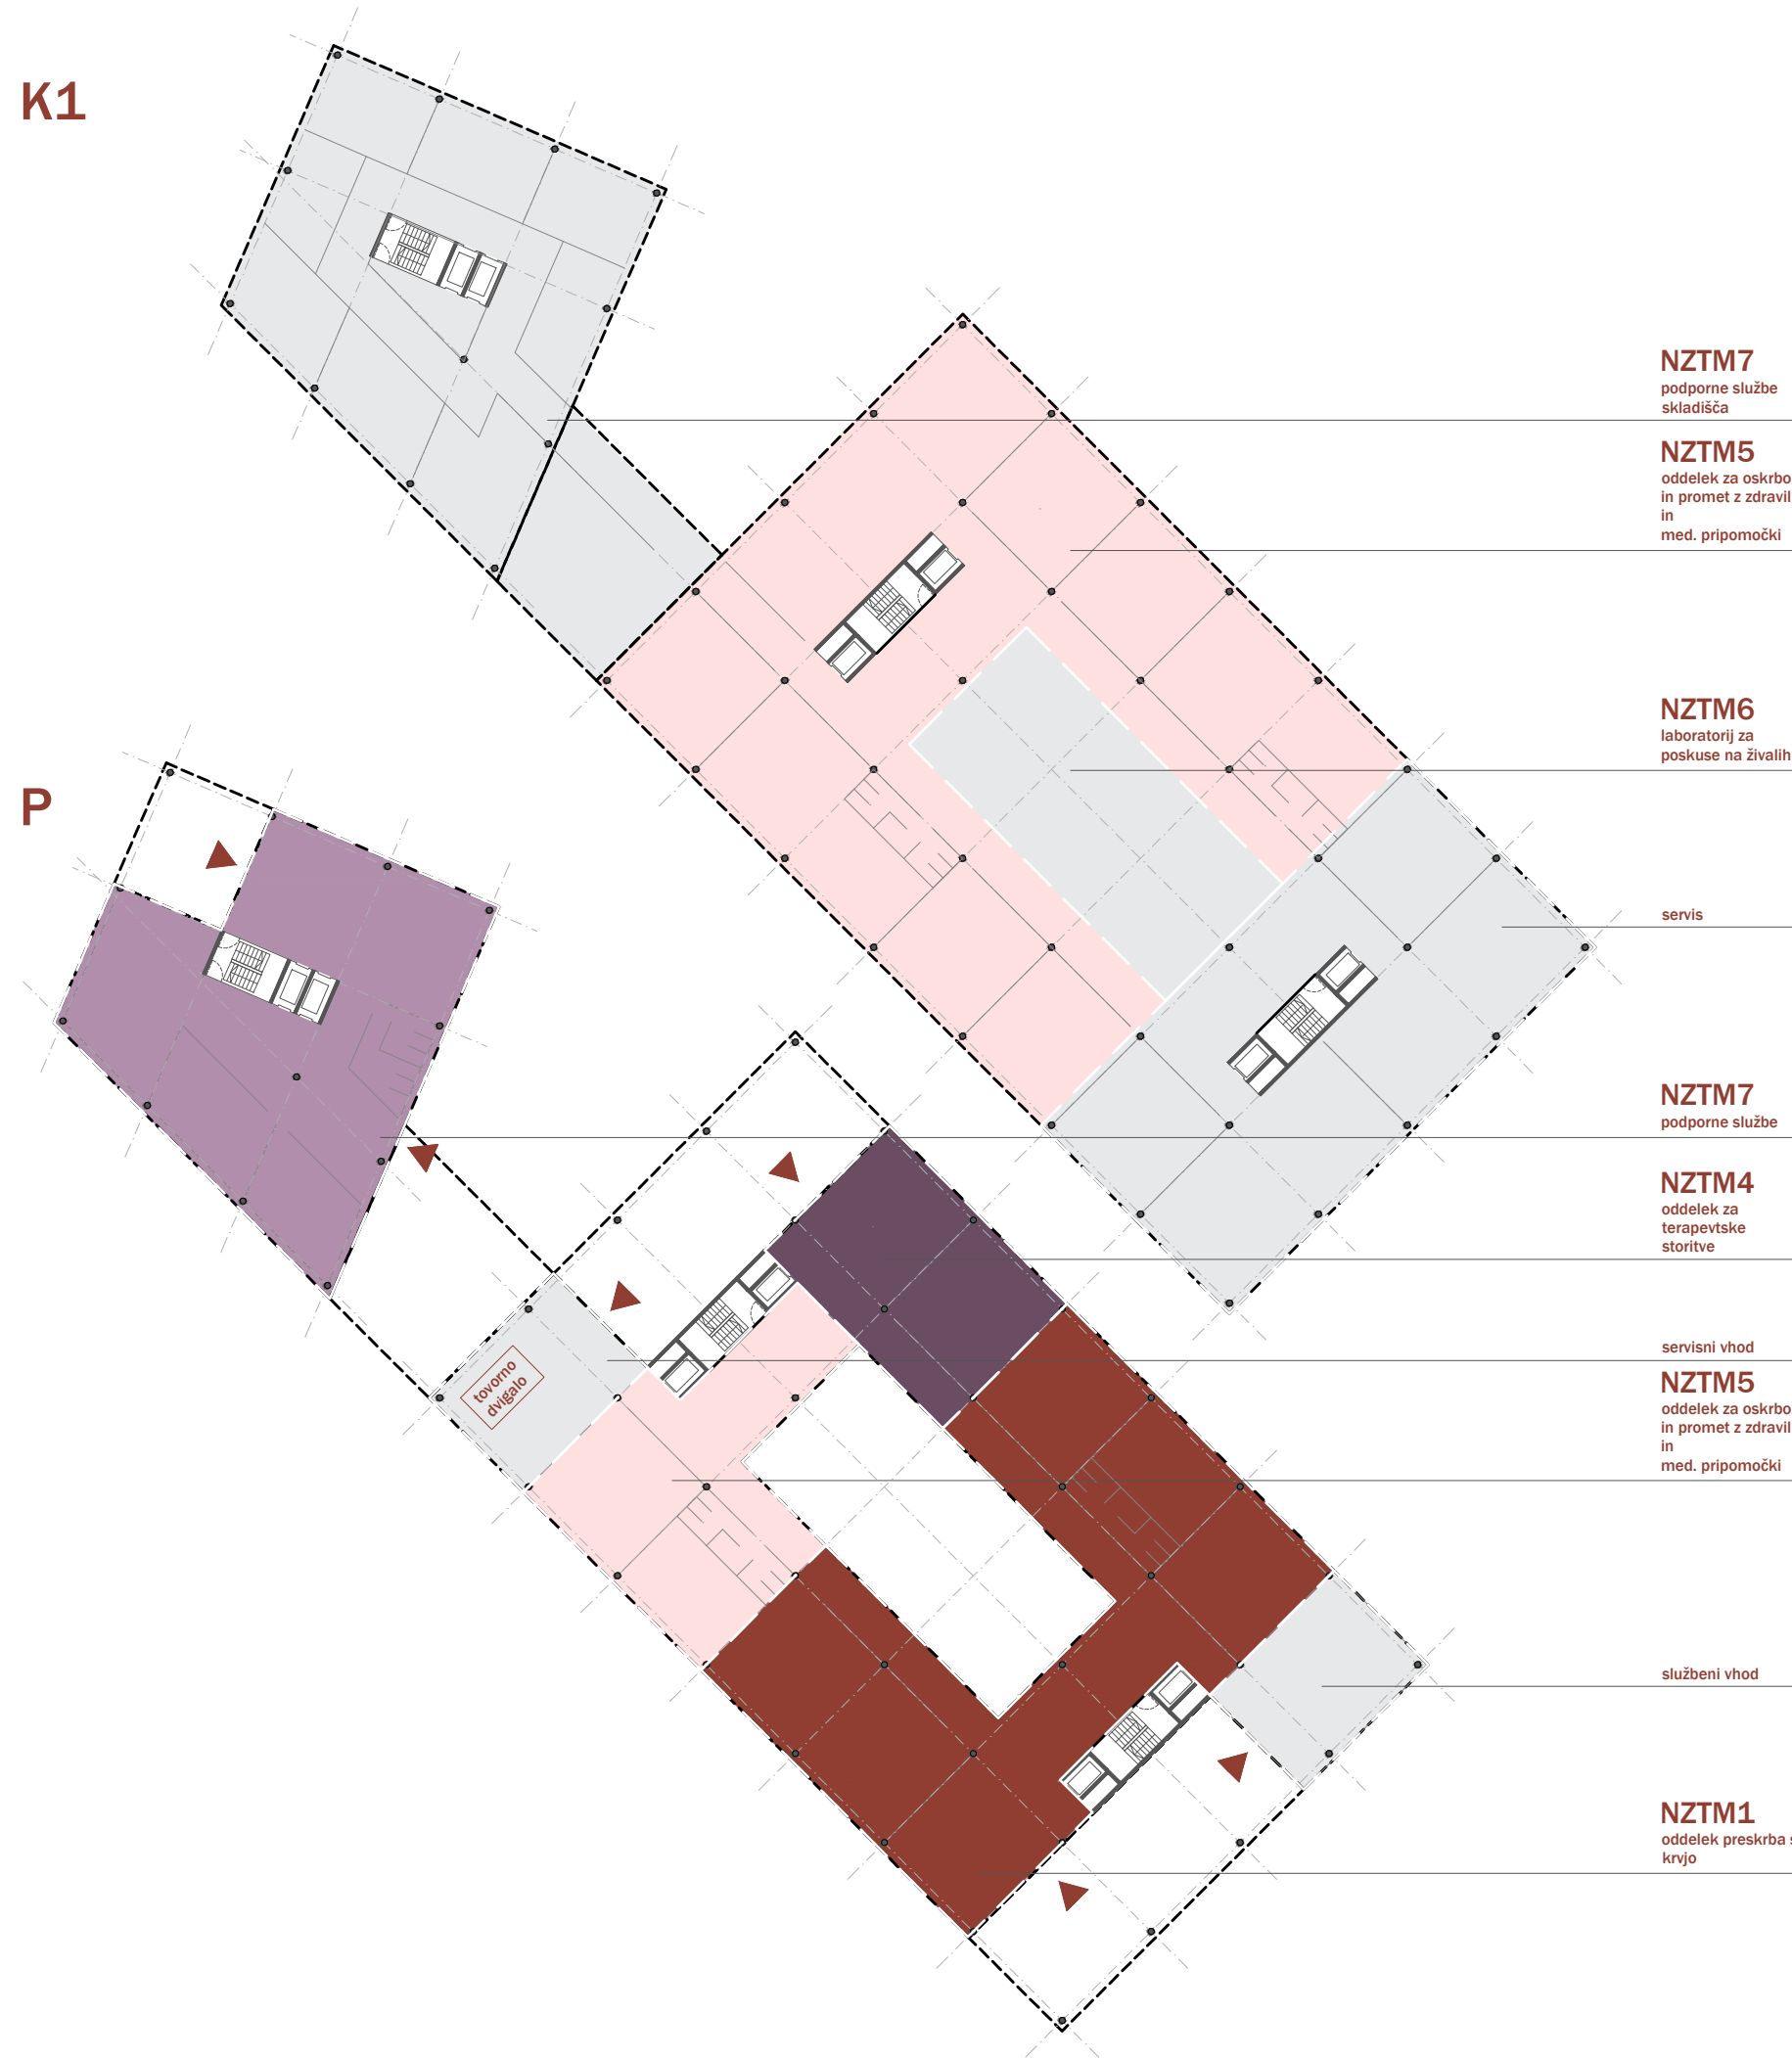 K1
NZTM7
podporne službe
skladišča
NZTM5
oddelek za oskrbo
in promet z zdravil
in
med. pripomočki
NZTM6
laboratorij za
poskuse na živalih
servis
P
NZTM7
podporne službe
NZTM4
oddelek za
terapevtske
storitve
servisni vhod
tovorno
dvigalo
NZTM5
oddelek za oskrbo
in promet z zdravil
in
med. pripomočki
službeni vhod
NZTM1
oddelek preskrba s
krvjo